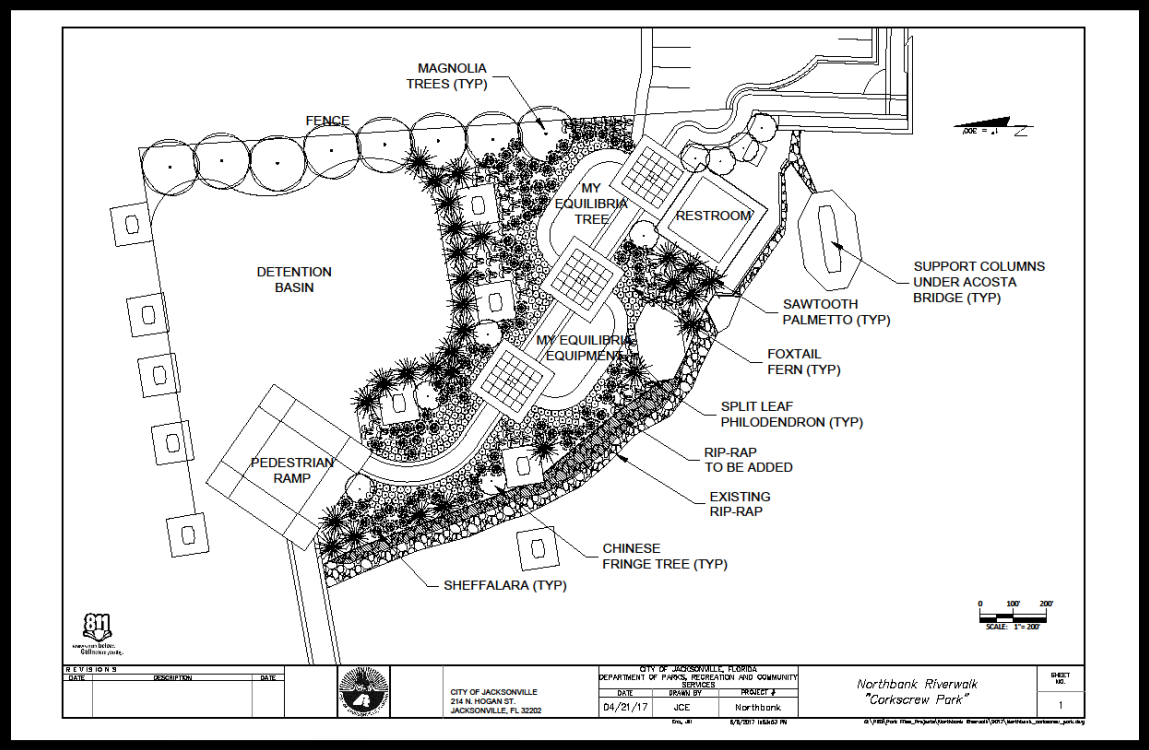 MAGNOLIA
TREES (TYP)
FENCE
1" = 300'
Z
MY
EQUILIBRIA
TREE
RESTROOM
DETENTION
BASIN
SUPPORT COLUMNS
UNDER ACOSTA
BRIDGE (TYP)
SAWTOOTH
PALMETTO (TYP)
MY EQUILIBRIA
EQUIPMENT
FOXTAIL
FERN (TYP)
SPLIT LEAF
PHILODENDRON (TYP)
PEDESTRIAN
RAMP
RIP-RAP
TO BE ADDED
EXISTING
RIP-RAP
CHINESE
FRINGE TREE (TYP)
SHEFFALARA (TYP)
0 100' 200'
SCALE: 1"= 200'
811
REVISIONS
DATE DESCRIPTION DATE
CITY OF JACKSONVILLE
214 N. HOGAN ST.
JACKSONVILLE, FL 32202
CITY OF JACKSONVILLE, FLORIDA
DEPARTMENT OF PARKS, RECREATION AND COMMUNITY
SERVICES
DATE DRAWN BY PROJECT #
04/21/17 JCE Northbank
Northbank Riverwalk
"Corkscrew Park"
SHEET
NO.
1